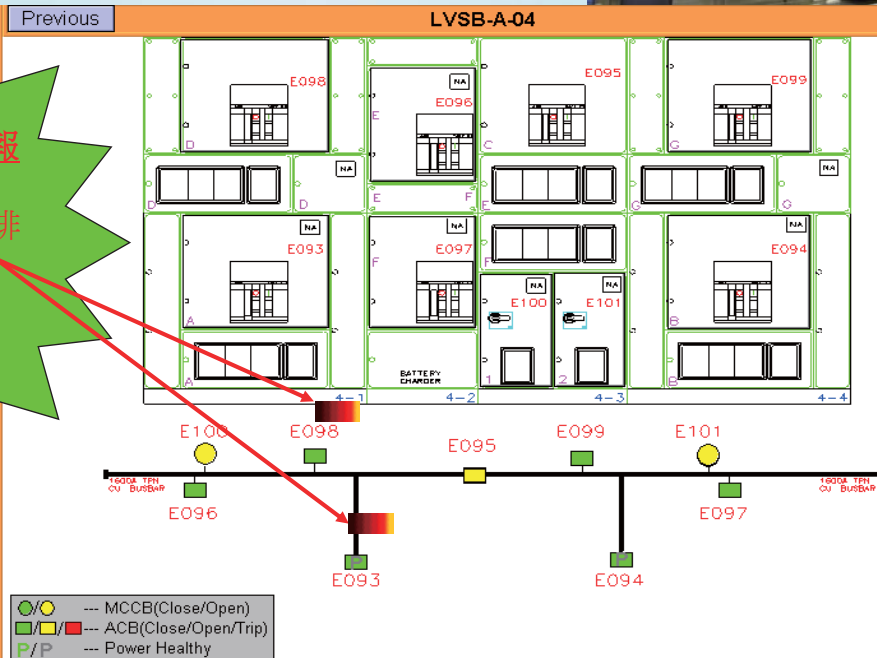 Previous
LVSB-A-04
報
排
E098
NA
E096
E095
E099
E
D
C
G
NA
NA
D
D
E
F
E
G
G
NA
NA
NA
E093
E097
E094
F
F
NA
NA
E100
E101
A
B
A
BATTERY
CHARGER
1
2
B
4-1
4-2
4-3
4-4
E100
E098
E095
E099
E101
1600A TPN
CU BUSBAR
1600A TPN
CU BUSBAR
E096
E097
E093
E094
P
P
/ --- MCCB(Close/Open)
/ / --- ACB(Close/Open/Trip)
P/P --- Power Healthy